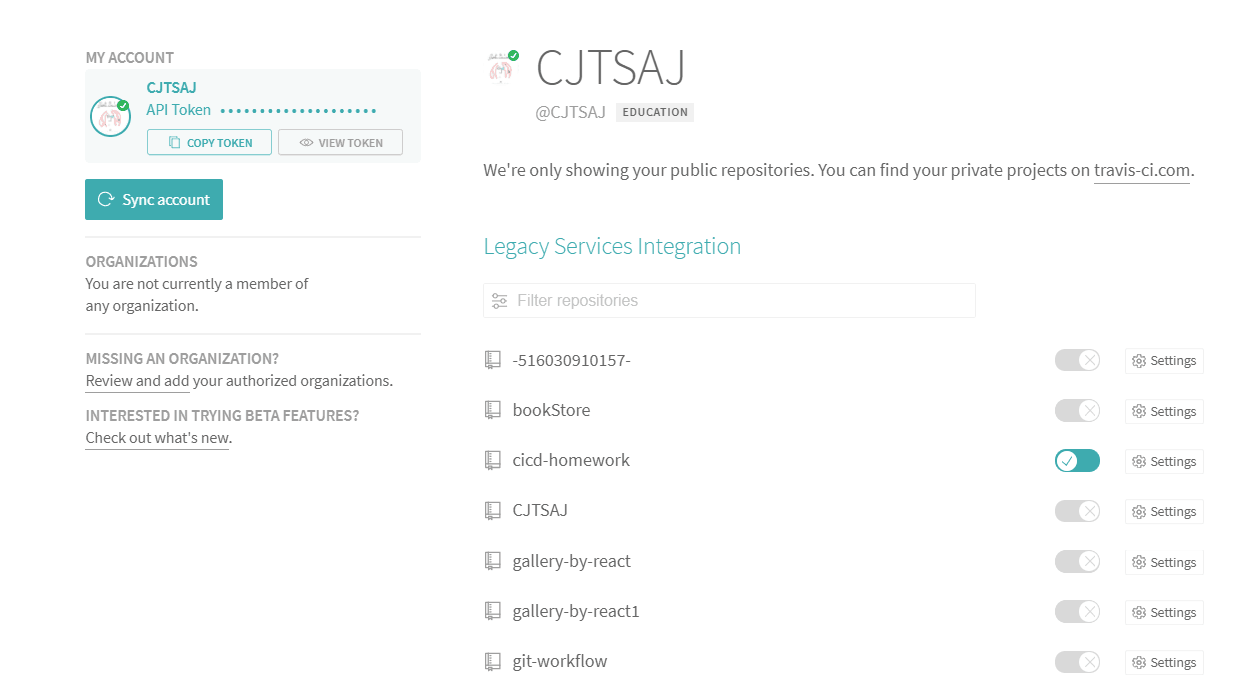 MY ACCOUNT
CJTSAJ
API Token ••••••••••••••••••••
COPY TOKEN
VIEW TOKEN
Sync account
ORGANIZATIONS
You are not currently a member of
any organization.
MISSING AN ORGANIZATION?
Review and add your authorized organizations.
INTERESTED IN TRYING BETA FEATURES?
Check out what's new.
CJTSAJ
@CJTSAJ EDUCATION
We're only showing your public repositories. You can find your private projects on travis-ci.com.
Legacy Services Integration
Filter repositories
-516030910157- Settings
bookStore Settings
cicd-homework Settings
CJTSAJ Settings
gallery-by-react Settings
gallery-by-react1 Settings
git-workflow Settings